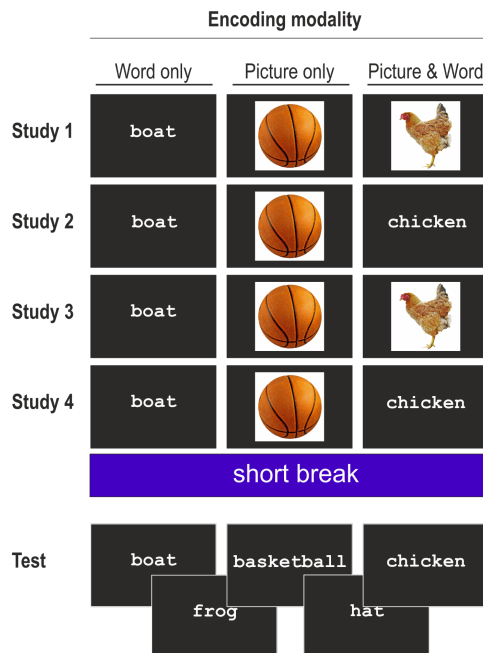 Encoding modality
Word only Picture only Picture & Word
Study 1 boat
Study 2 boat chicken
Study 3 boat
Study 4 boat chicken
short break
Test boat basketball chicken
frog hat